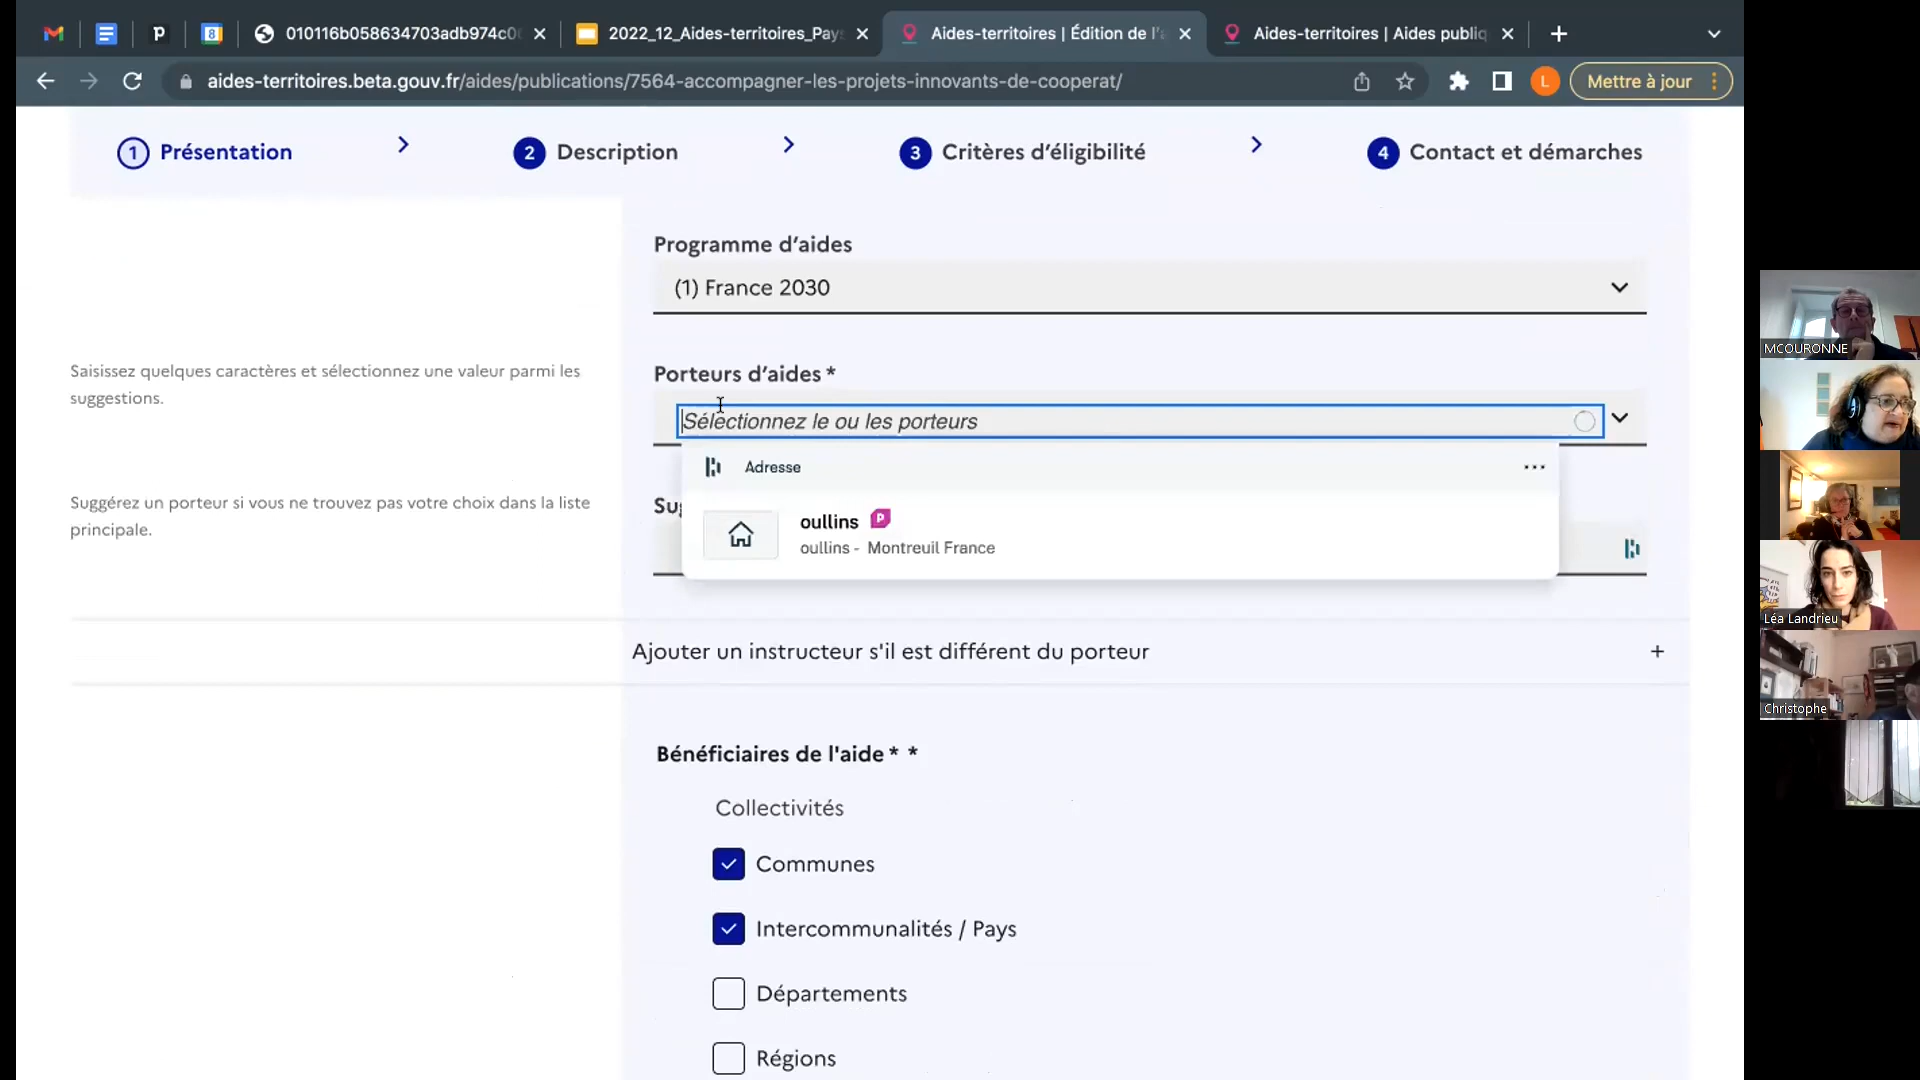 8
010116b058634703adb974c0
2022_12_Aides-territoires_Pay
Aides-territoires | Édition de l'a
Aides-territoires | Aides publiq
aides-territoires.beta.gouv.fr/aides/publications/7564-accompagner-les-projets-innovants-de-cooperat/
L
Mettre à jour
1 Présentation
2 Description
3 Critères d’éligibilité
4 Contact et démarches
Programme d’aides
(1) France 2030
Saisissez quelques caractères et sélectionnez une valeur parmi les
suggestions.
Porteurs d’aides *
Sélectionnez le ou les porteurs
Adresse
Suggérez un porteur si vous ne trouvez pas votre choix dans la liste
principale.
Sug
oullins P
oullins - Montreuil France
Ajouter un instructeur s'il est différent du porteur
+
Bénéficiaires de l'aide * *
Collectivités
Communes
Intercommunalités / Pays
Départements
Régions
MCOURONNE
Léa Landrieu
Christophe